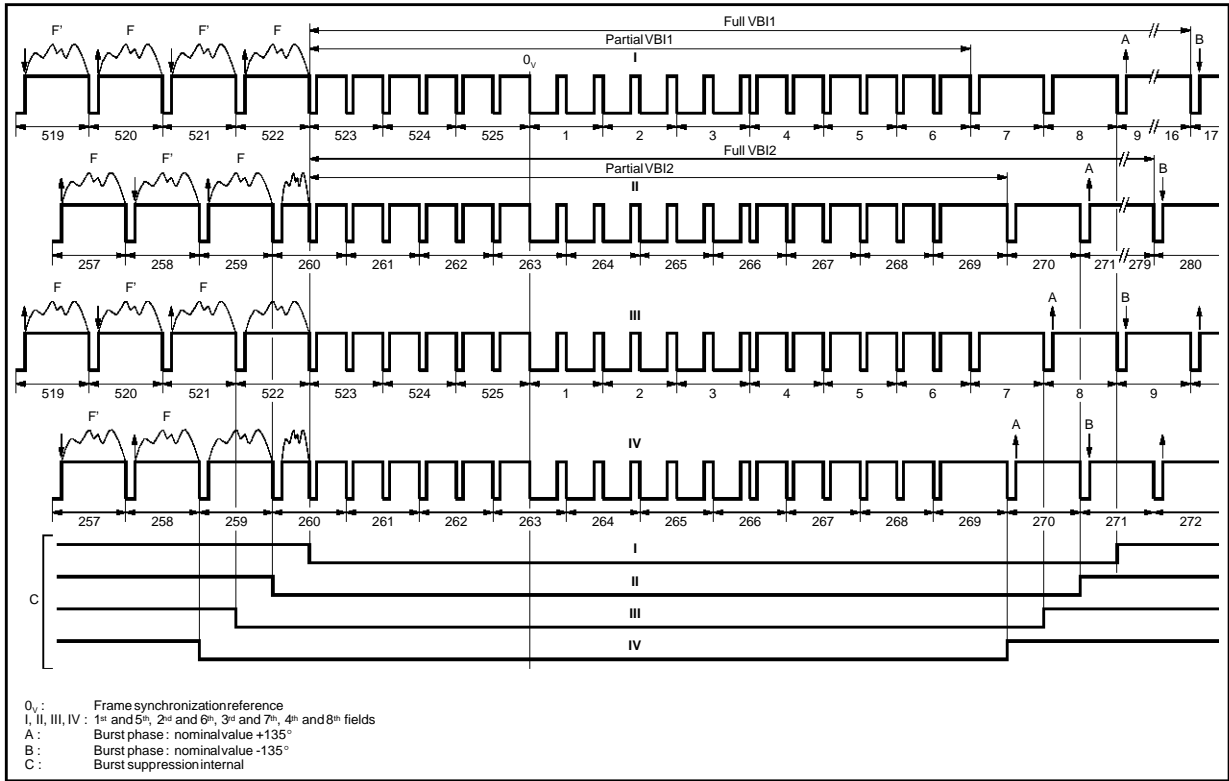 F' F F' F Full VBI1
Partial VBI1 A B
0V I
519 520 521 522 523 524 525 1 2 3 4 5 6 7 8 9 16 17
F F' F Full VBI2
Partial VBI2 A B
II
257 258 259 260 261 262 263 264 265 266 267 268 269 270 271 279 280
F F' F A B
III
519 520 521 522 523 524 525 1 2 3 4 5 6 7 8 9
F' F A B
IV
257 258 259 260 261 262 263 264 265 266 267 268 269 270 271 272
I
II
C
III
IV
0V : Frame synchronization reference
I, II, III, IV : 1st and 5th, 2nd and 6th, 3rd and 7th, 4th and 8th fields
A : Burst phase : nominal value +135°
B : Burst phase : nominal value -135°
C : Burst suppression internal